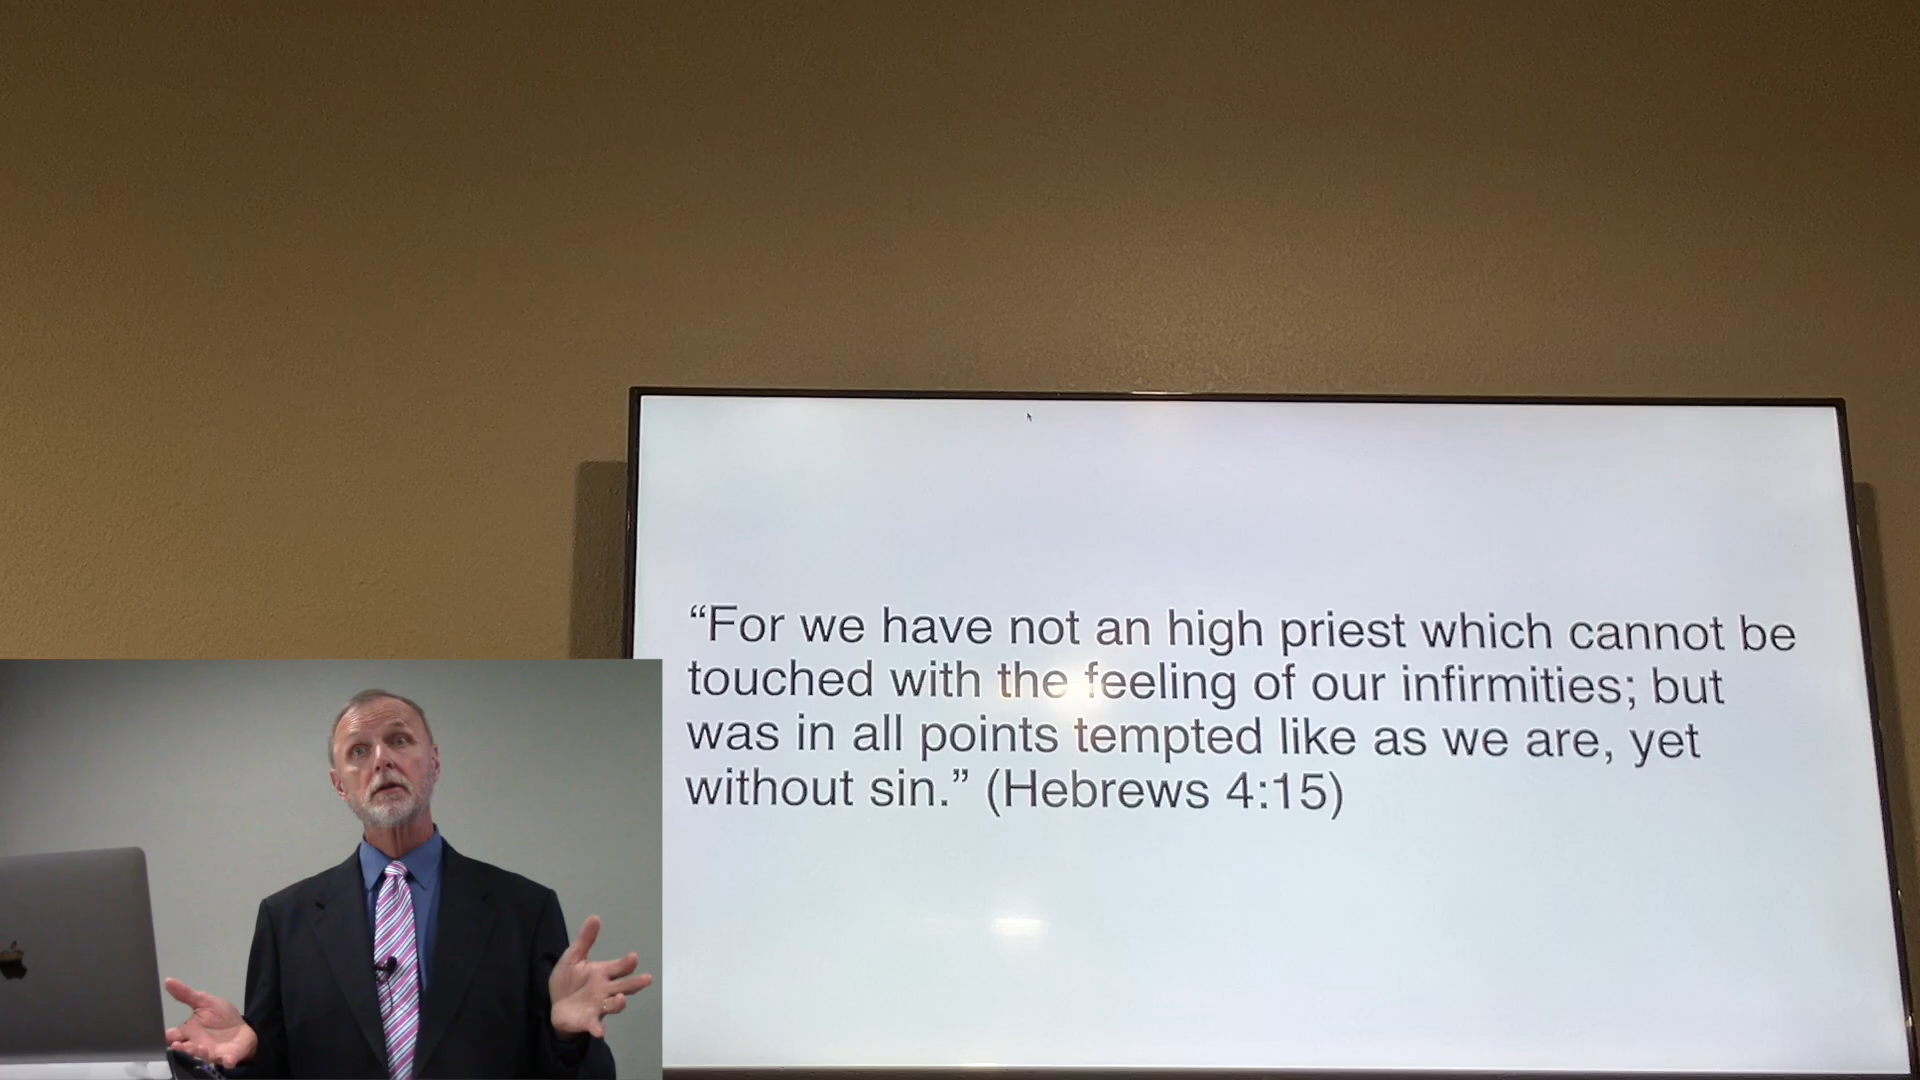 “For we have not an high priest which cannot be
touched with the feeling of our infirmities; but
was in all points tempted like as we are, yet
without sin.” (Hebrews 4:15)